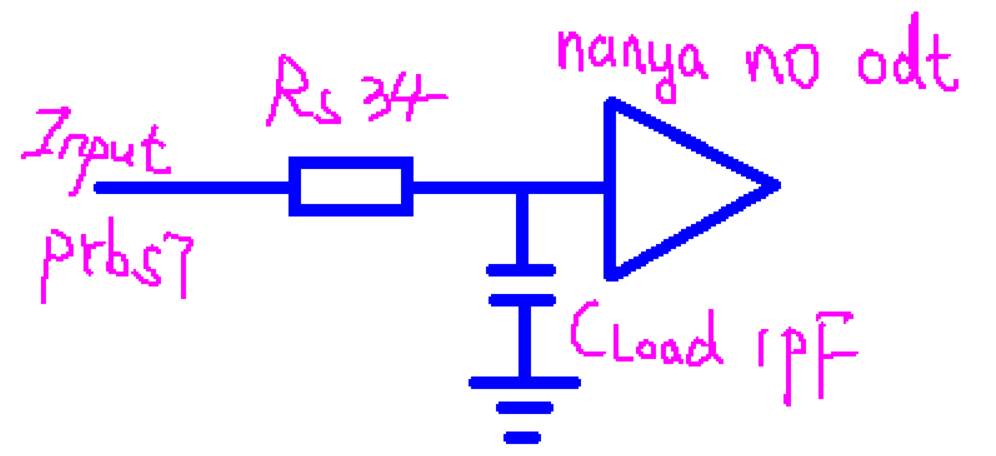 nanya no odt
Rs 34
Input
prbs7
CLoad 1pF